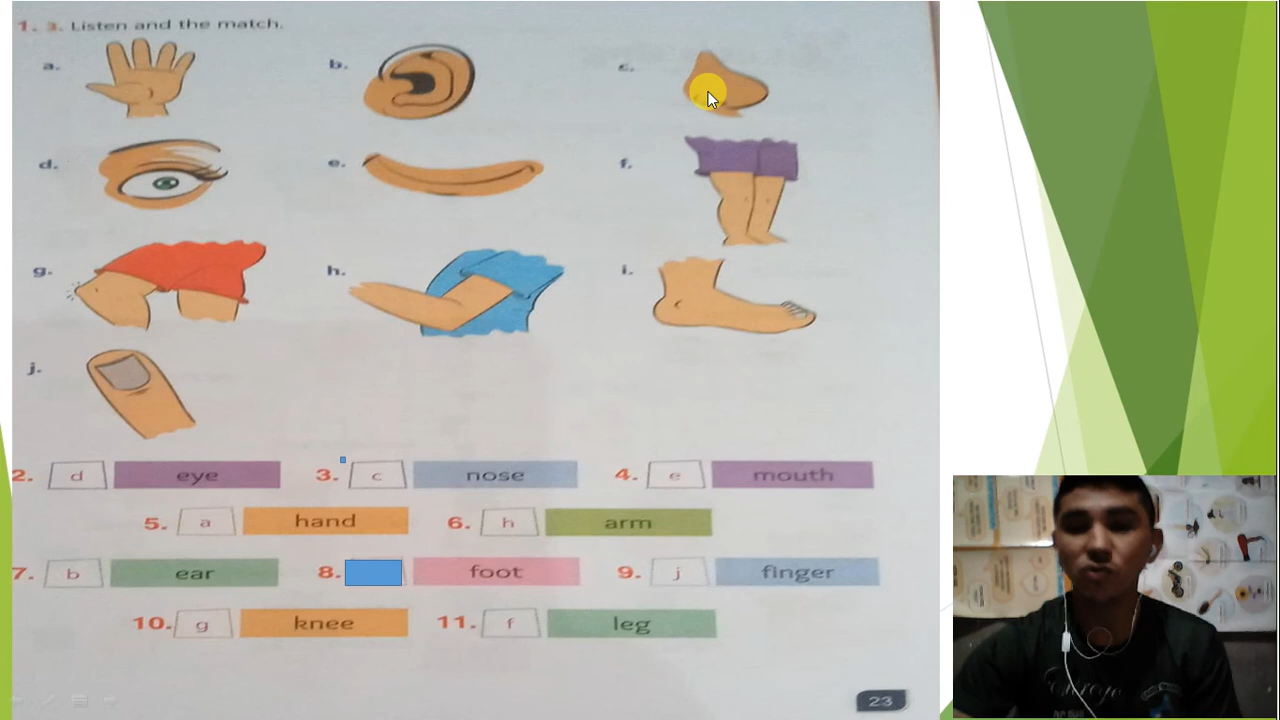 1. 3. Listen and the match.
a. b. c.
d. e. f.
g. h. i.
j.
2. d eye 3. c nose 4. e mouth
5. a hand 6. h arm
7. b ear 8. foot 9. j finger
10. g knee 11. f leg
23